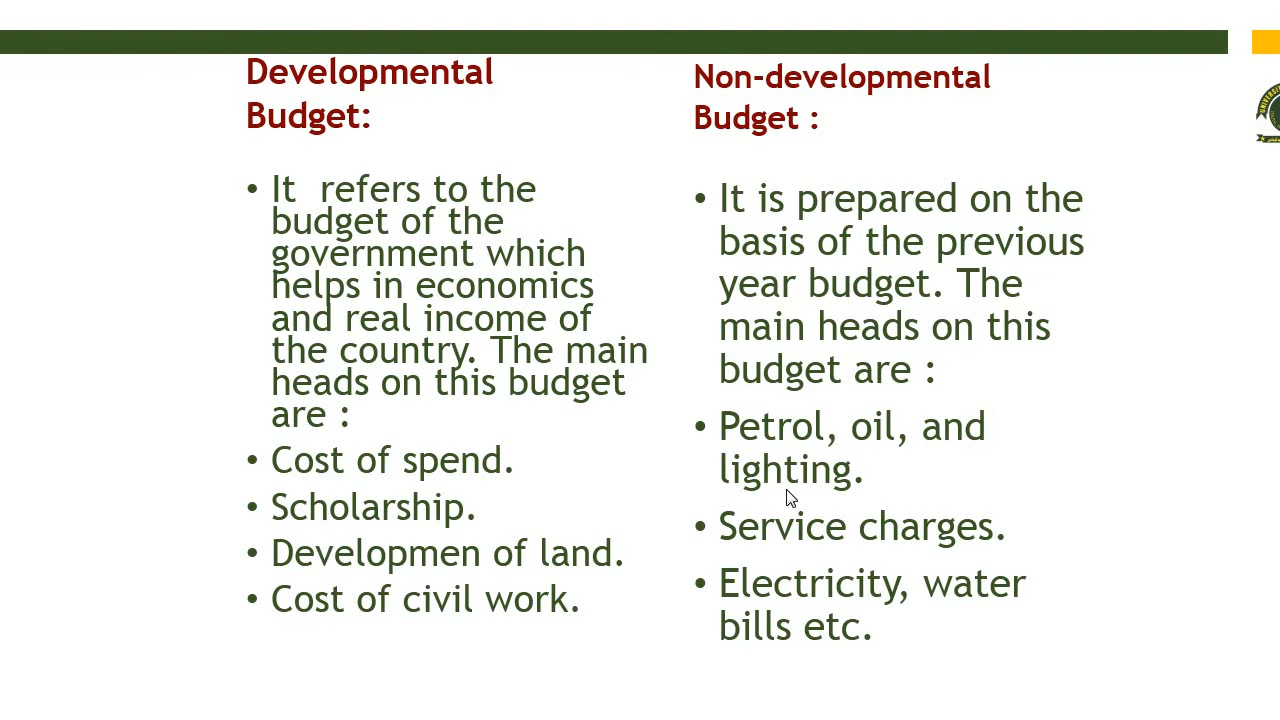 Developmental
Budget:
• It  refers to the
budget of the
government which
helps in economics
and real income of
the country. The main
heads on this budget
are :
• Cost of spend.
• Scholarship.
• Developmen of land.
• Cost of civil work.
Non-developmental
Budget :
• It is prepared on the
basis of the previous
year budget. The
main heads on this
budget are :
• Petrol, oil, and
lighting.
• Service charges.
• Electricity, water
bills etc.